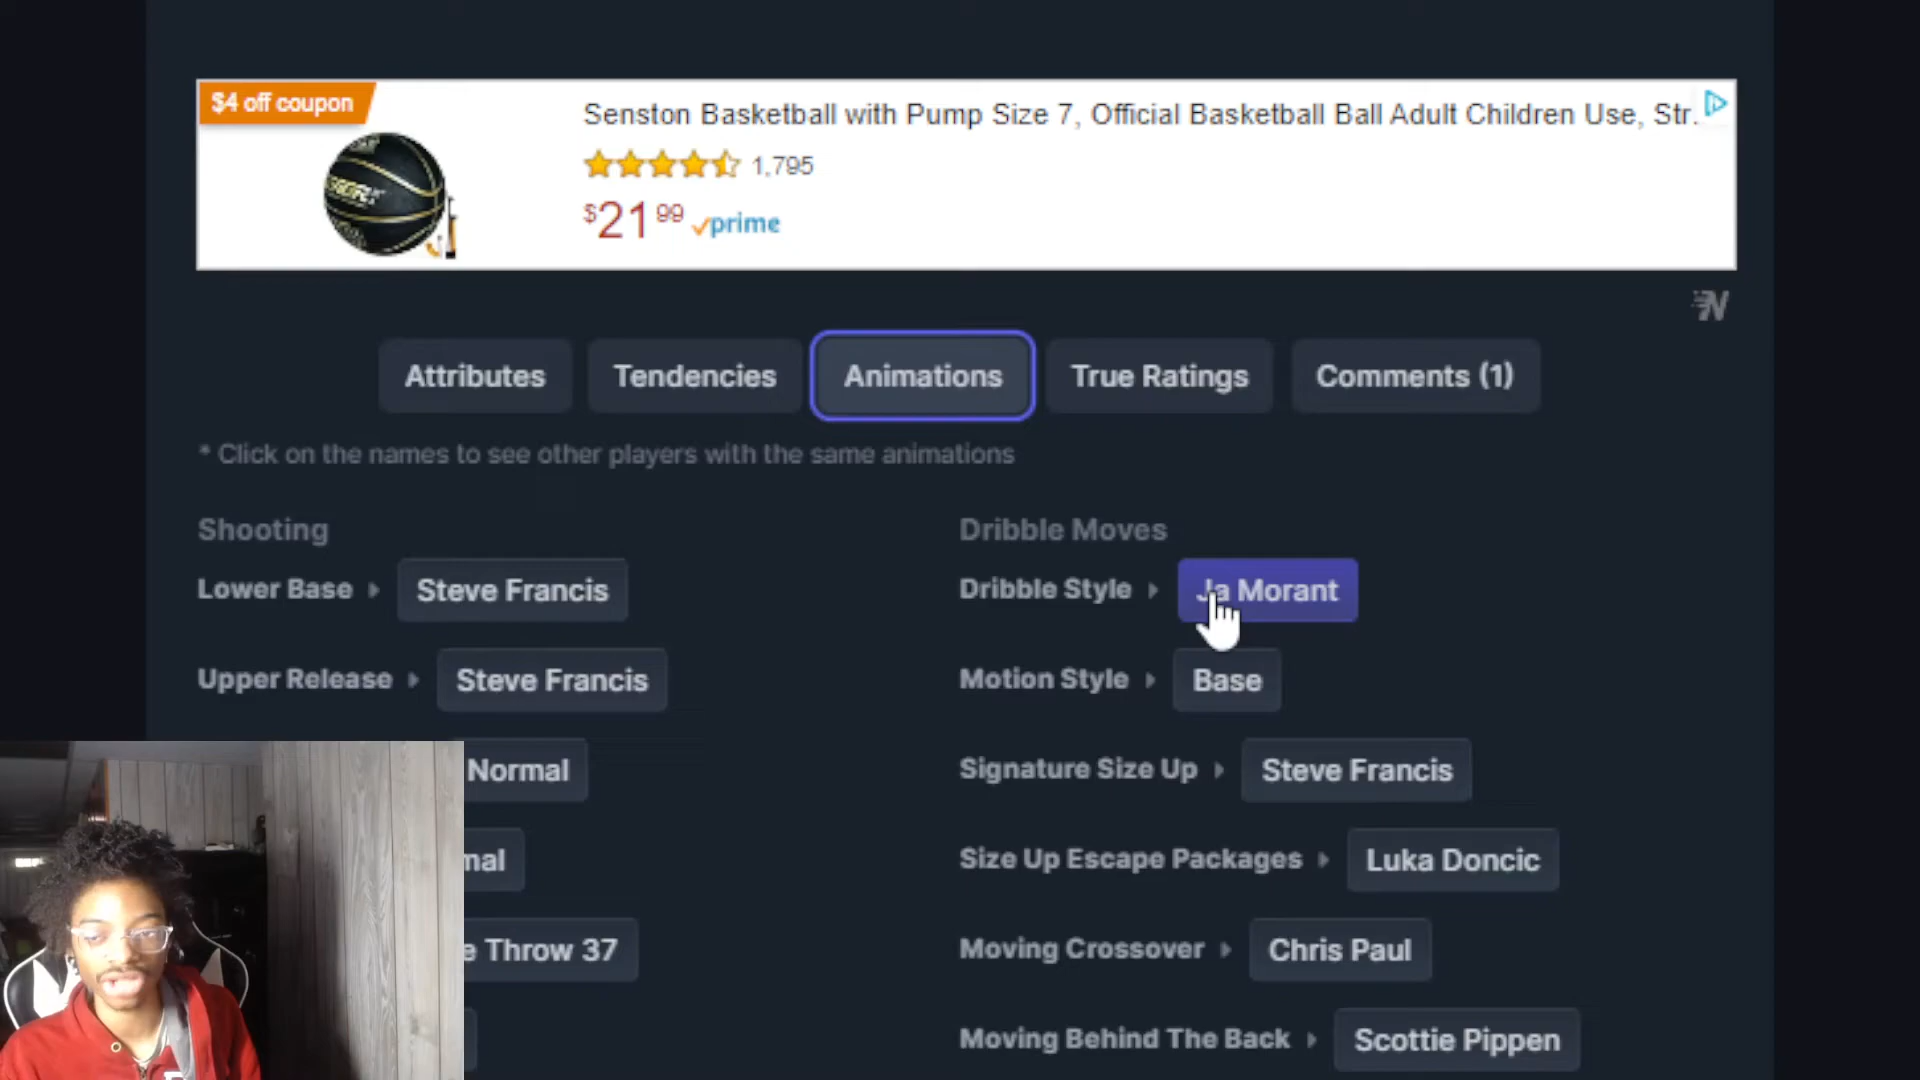 $4 off coupon
Senston Basketball with Pump Size 7, Official Basketball Ball Adult Children Use, Str.
1,795
$21 99 prime
Attributes Tendencies Animations True Ratings Comments (1)
* Click on the names to see other players with the same animations
Shooting
Lower Base Steve Francis
Upper Release Steve Francis
Normal
mal
e Throw 37
Dribble Moves
Dribble Style Ja Morant
Motion Style Base
Signature Size Up Steve Francis
Size Up Escape Packages Luka Doncic
Moving Crossover Chris Paul
Moving Behind The Back Scottie Pippen